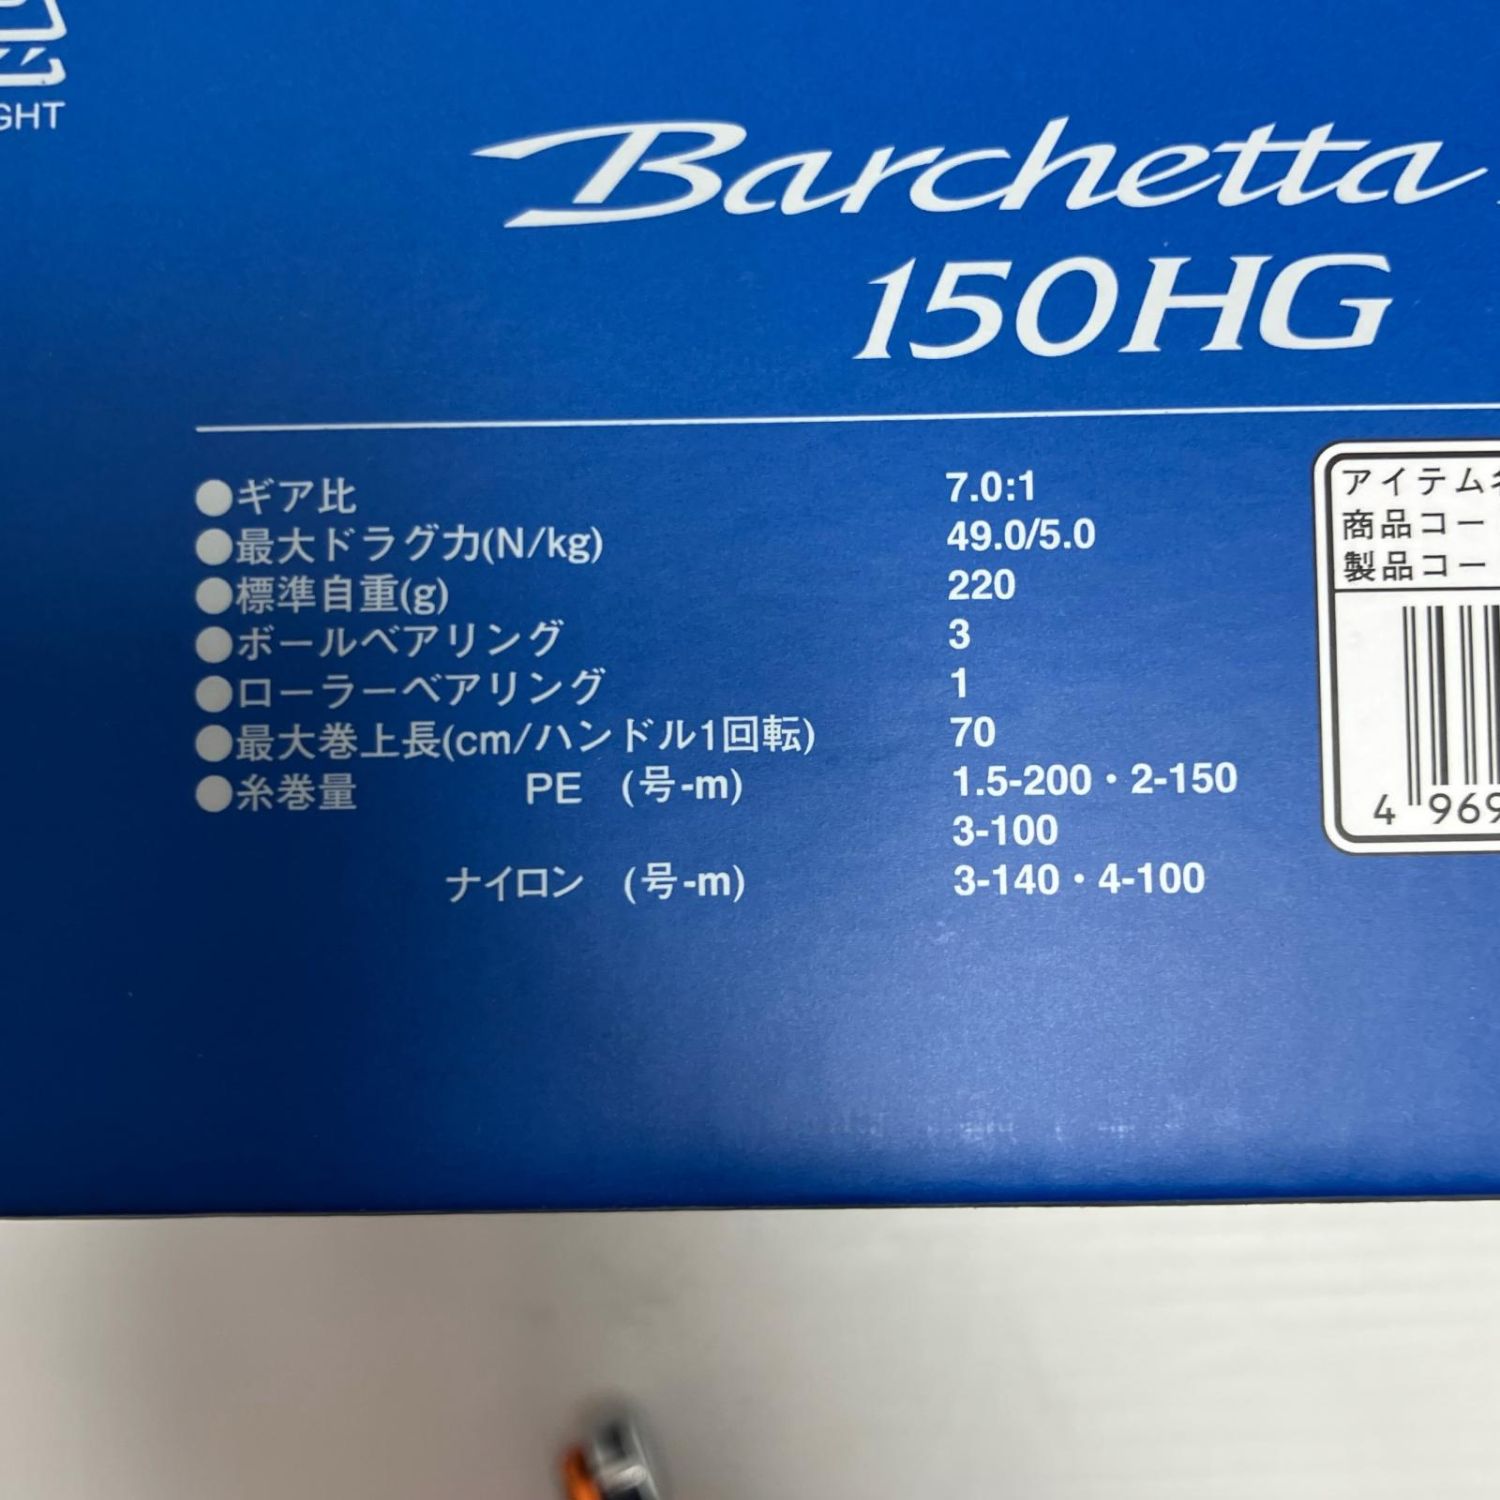 Barchetta
150HG
●ギア比 7.0:1
●最大ドラグ力(N/kg) 49.0/5.0
●標準自重(g) 220
●ボールベアリング 3
●ローラーベアリング 1
●最大巻上長(cm/ハンドル1回転) 70
●糸巻量 PE (号-m) 1.5-200・2-150
3-100
ナイロン (号-m) 3-140・4-100
アイテム
商品コー
製品コー
4 969